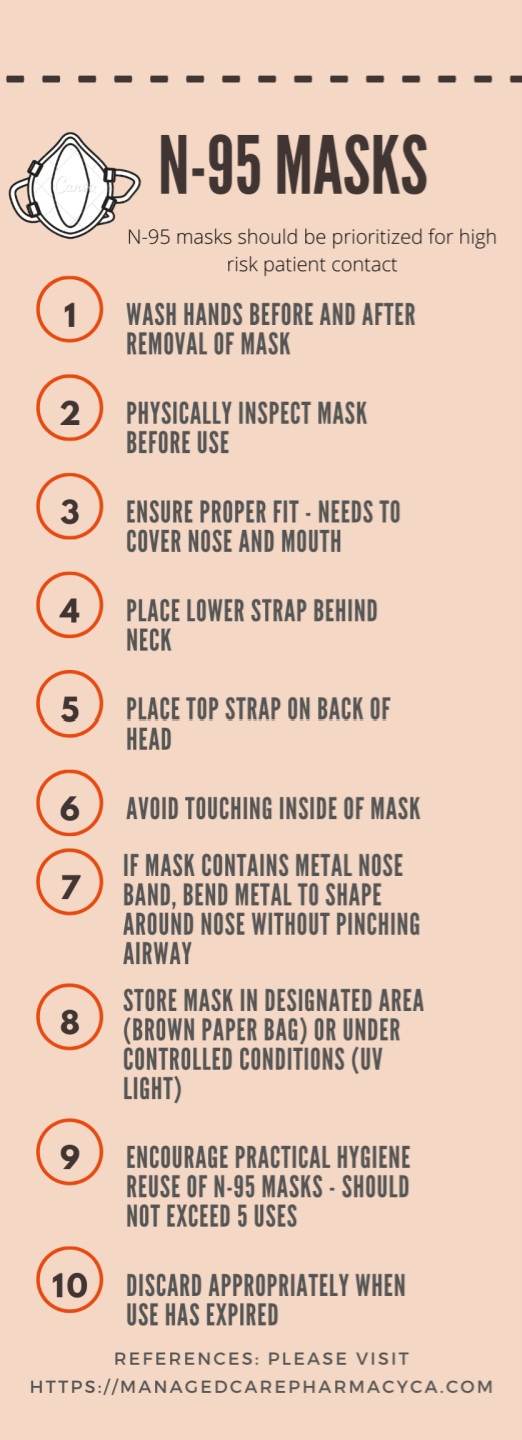 N-95 MASKS
N-95 masks should be prioritized for high
risk patient contact
1
WASH HANDS BEFORE AND AFTER
REMOVAL OF MASK
2
PHYSICALLY INSPECT MASK
BEFORE USE
3
ENSURE PROPER FIT - NEEDS TO
COVER NOSE AND MOUTH
4
PLACE LOWER STRAP BEHIND
NECK
5
PLACE TOP STRAP ON BACK OF
HEAD
6
AVOID TOUCHING INSIDE OF MASK
7
IF MASK CONTAINS METAL NOSE
BAND, BEND METAL TO SHAPE
AROUND NOSE WITHOUT PINCHING
AIRWAY
8
STORE MASK IN DESIGNATED AREA
(BROWN PAPER BAG) OR UNDER
CONTROLLED CONDITIONS (UV
LIGHT)
9
ENCOURAGE PRACTICAL HYGIENE
REUSE OF N-95 MASKS - SHOULD
NOT EXCEED 5 USES
10
DISCARD APPROPRIATELY WHEN
USE HAS EXPIRED
REFERENCES: PLEASE VISIT
HTTPS://MANAGEDCAREPHARMACYCA.COM